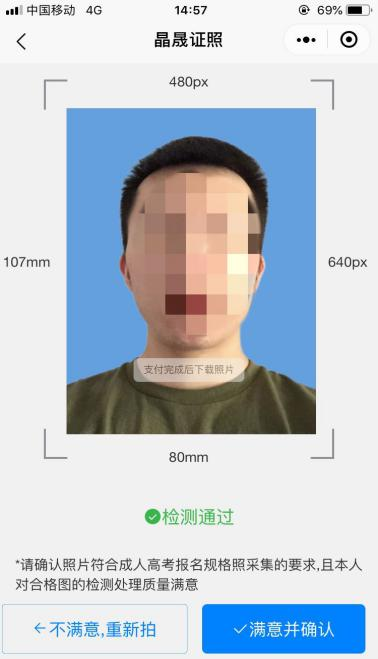 中国移动 4G 14:57 69%
晶晟证照
480px
107mm
640px
支付完成后下载照片
80mm
检测通过
*请确认照片符合成人高考报名规格照采集的要求,且本人
对合格图的检测处理质量满意
不满意,重新拍
满意并确认